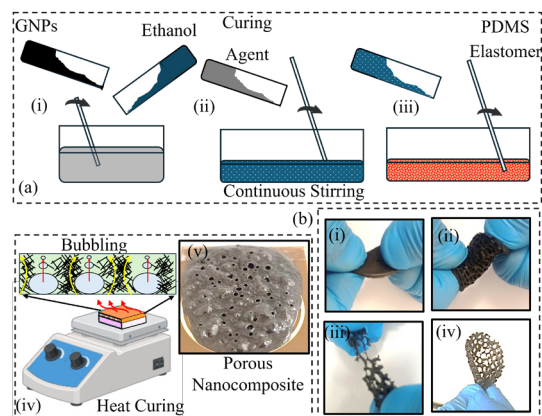 GNPs
Ethanol
Curing
Agent
PDMS
Elastomer
(i)
(ii)
(iii)
Continuous Stirring
(a)
(b)
Bubbling
(v)
(i)
(ii)
(iii)
(iv)
Porous
Nanocomposite
(iv)
Heat Curing